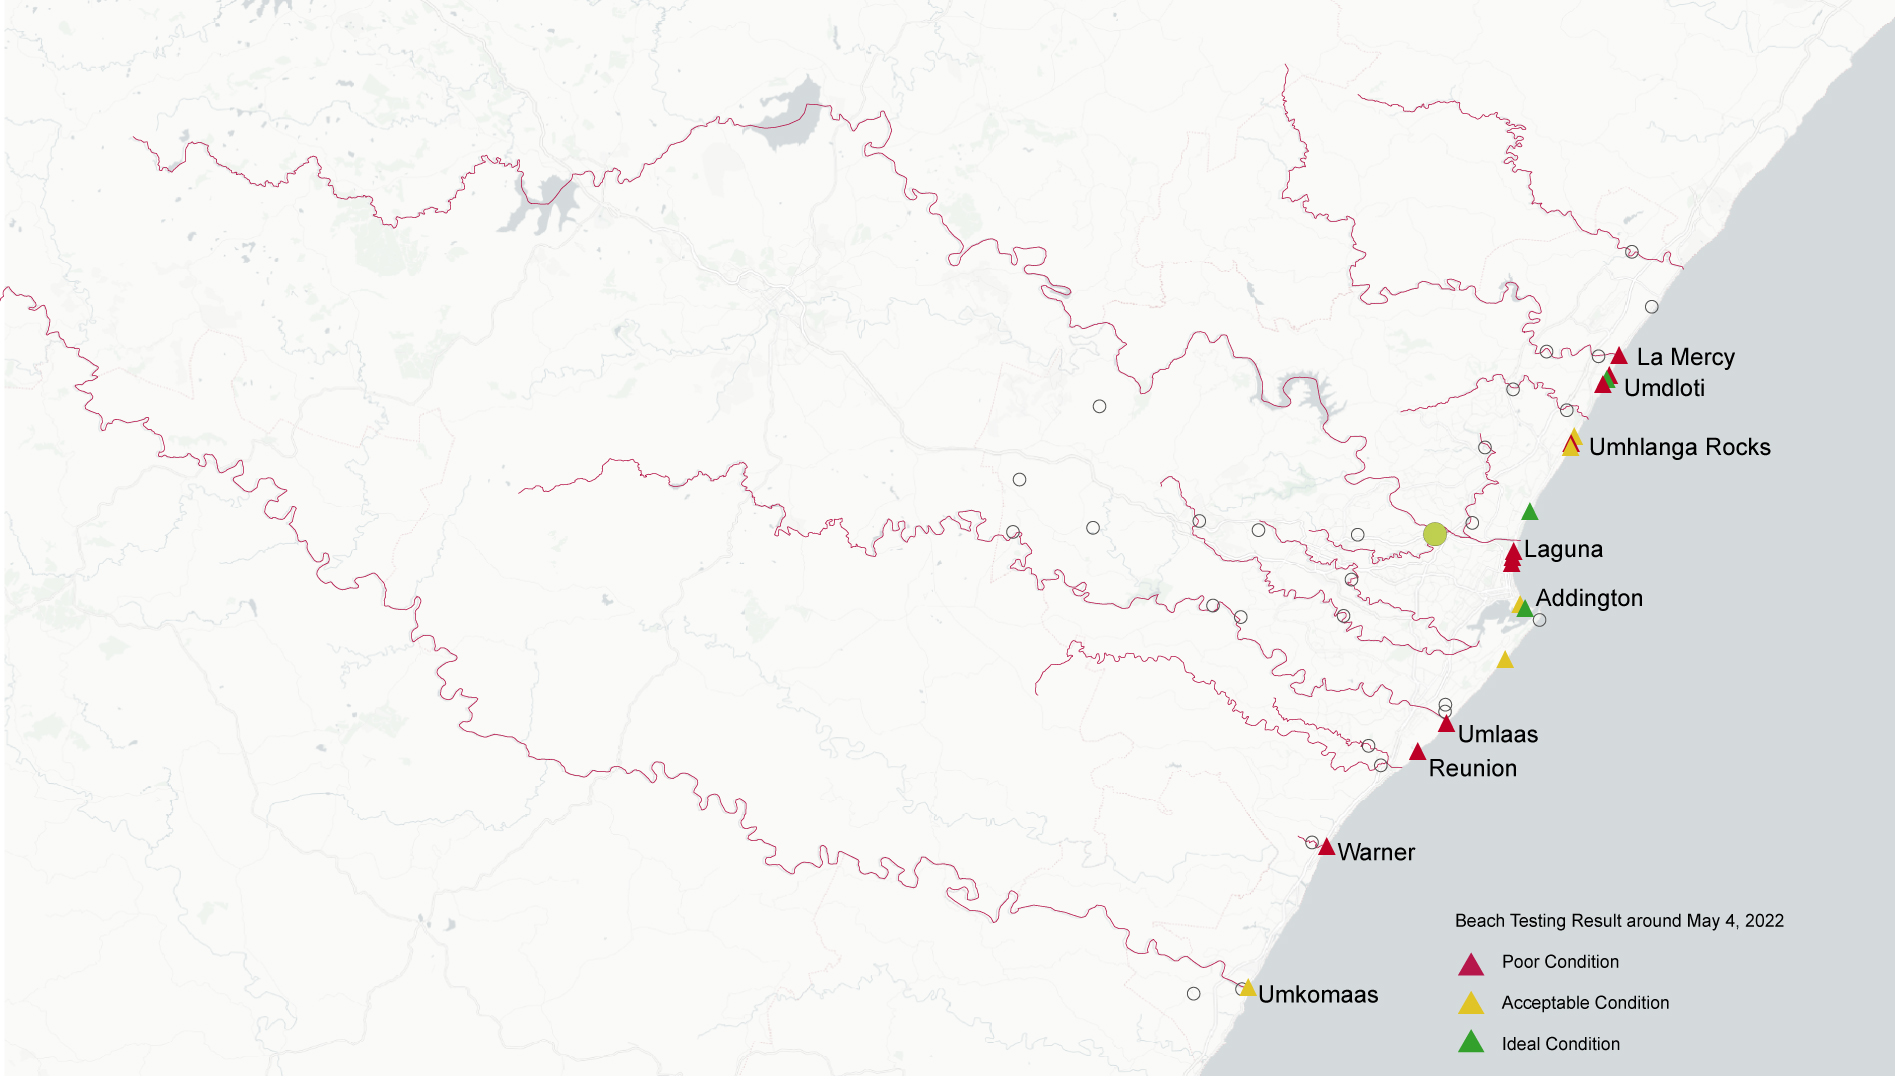 La Mercy
Umdloti
Umhlanga Rocks
Laguna
Addington
Umlaas
Reunion
Warner
Umkomaas
Beach Testing Result around May 4, 2022
Poor Condition
Acceptable Condition
Ideal Condition